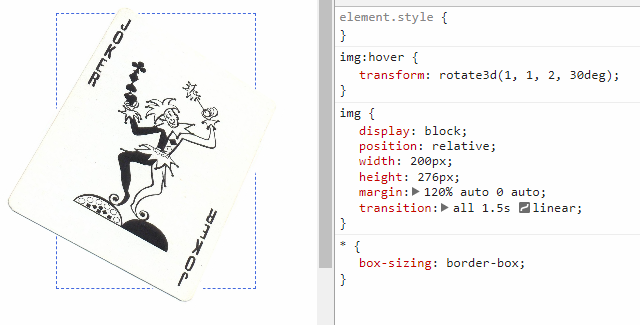 JOKER
JOKER
element.style {
}
img:hover {
transform: rotate3d(1, 1, 2, 30deg);
}
img {
display: block;
position: relative;
width: 200px;
height: 276px;
margin: 120% auto 0 auto;
transition: all 1.5s linear;
}
* {
box-sizing: border-box;
}